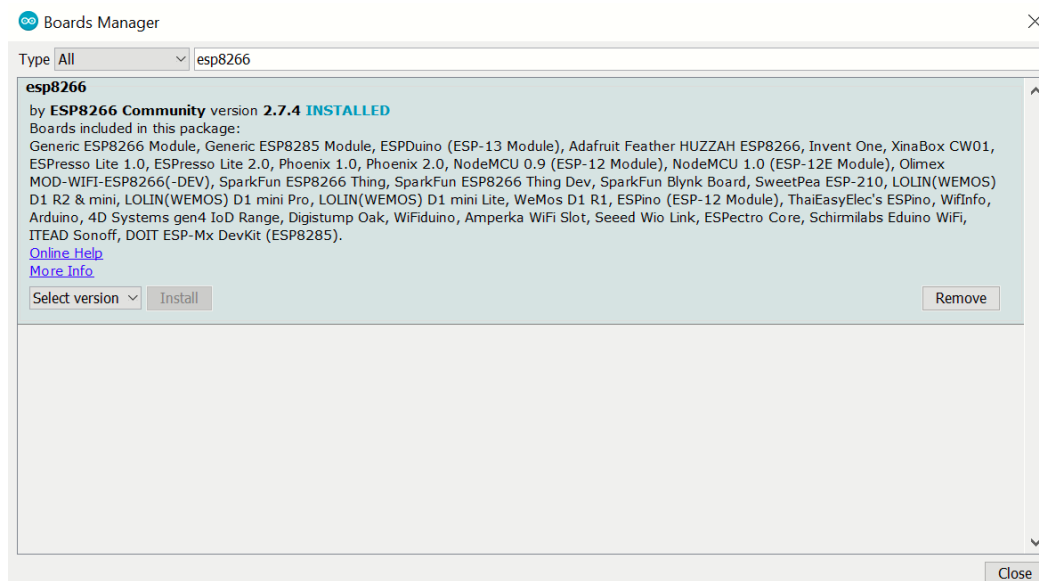 Boards Manager
Type All esp8266
esp8266
by ESP8266 Community version 2.7.4 INSTALLED
Boards included in this package:
Generic ESP8266 Module, Generic ESP8285 Module, ESPDuino (ESP-13 Module), Adafruit Feather HUZZAH ESP8266, Invent One, XinaBox CW01,
ESPresso Lite 1.0, ESPresso Lite 2.0, Phoenix 1.0, Phoenix 2.0, NodeMCU 0.9 (ESP-12 Module), NodeMCU 1.0 (ESP-12E Module), Olimex
MOD-WIFI-ESP8266(-DEV), SparkFun ESP8266 Thing, SparkFun ESP8266 Thing Dev, SparkFun Blynk Board, SweetPea ESP-210, LOLIN(WEMOS)
D1 R2 & mini, LOLIN(WEMOS) D1 mini Pro, LOLIN(WEMOS) D1 mini Lite, WeMos D1 R1, ESPino (ESP-12 Module), ThaiEasyElec's ESPino, WifInfo,
Arduino, 4D Systems gen4 IoD Range, Digistump Oak, WiFiduino, Amperka WiFi Slot, Seeed Wio Link, ESPectro Core, Schirmilabs Eduino WiFi,
ITEAD Sonoff, DOIT ESP-Mx DevKit (ESP8285).
Online Help
More Info
Select version Install Remove
Close